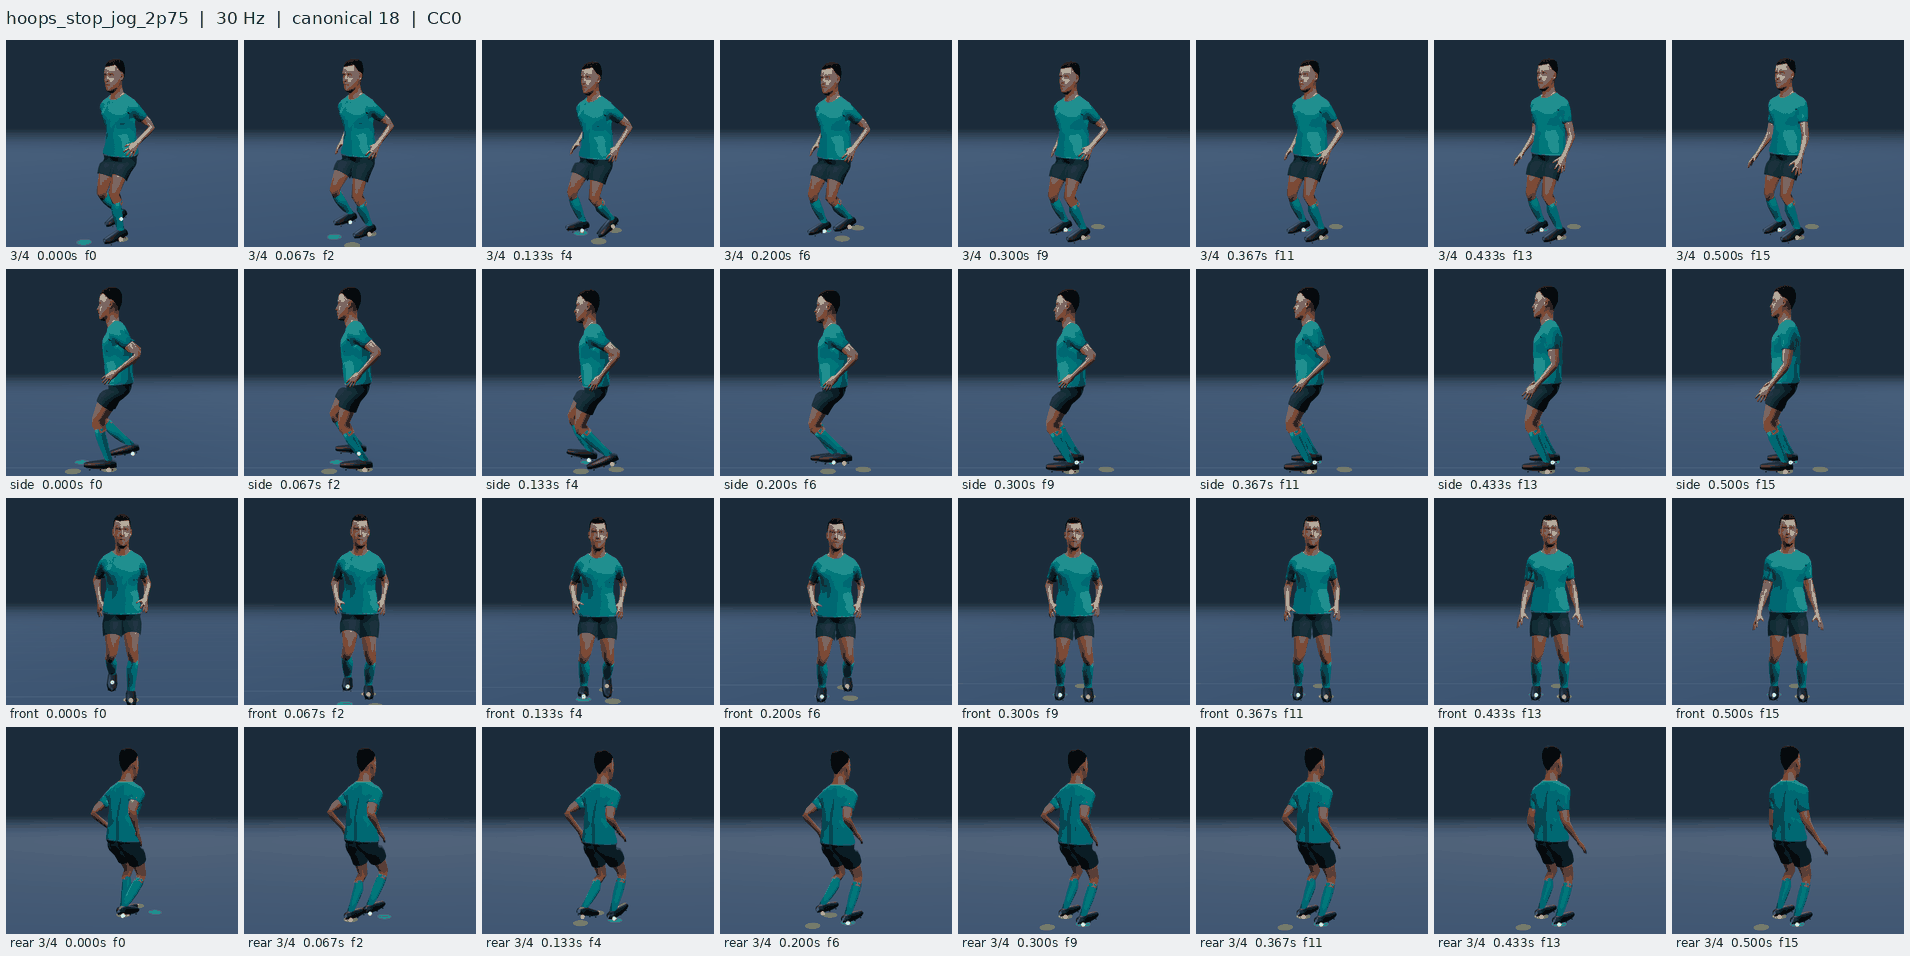 hoops_stop_jog_2p75 | 30 Hz | canonical 18 | CC0
3/4 0.000s f0
3/4 0.067s f2
3/4 0.133s f4
3/4 0.200s f6
3/4 0.300s f9
3/4 0.367s f11
3/4 0.433s f13
3/4 0.500s f15
side 0.000s f0
side 0.067s f2
side 0.133s f4
side 0.200s f6
side 0.300s f9
side 0.367s f11
side 0.433s f13
side 0.500s f15
front 0.000s f0
front 0.067s f2
front 0.133s f4
front 0.200s f6
front 0.300s f9
front 0.367s f11
front 0.433s f13
front 0.500s f15
rear 3/4 0.000s f0
rear 3/4 0.067s f2
rear 3/4 0.133s f4
rear 3/4 0.200s f6
rear 3/4 0.300s f9
rear 3/4 0.367s f11
rear 3/4 0.433s f13
rear 3/4 0.500s f15